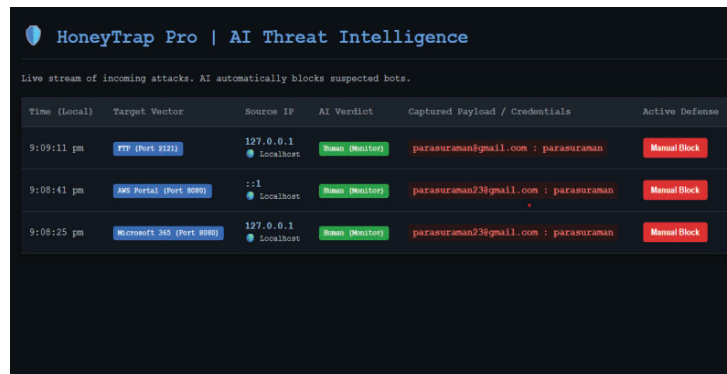 HoneyTrap Pro | AI Threat Intelligence
Live stream of incoming attacks. AI automatically blocks suspected bots.
Time (Local) Target Vector Source IP AI Verdict Captured Payload / Credentials Active Defense
9:09:11 pm FTP (Port 2121) 127.0.0.1 Localhost Human (Monitor) parasuraman@gmail.com : parasuraman Manual Block
9:08:41 pm AWS Portal (Port 8080) ::1 Localhost Human (Monitor) parasuraman23@gmail.com : parasuraman Manual Block
9:08:25 pm Microsoft 365 (Port 8080) 127.0.0.1 Localhost Human (Monitor) parasuraman23@gmail.com : parasuraman Manual Block